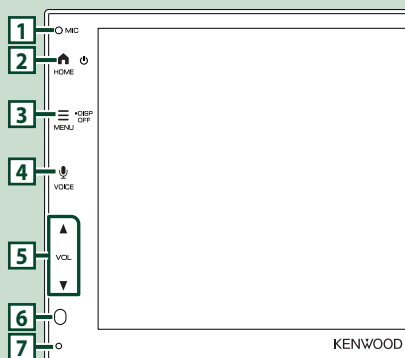 1
MIC
2
HOME
3
•DISP OFF
MENU
4
VOICE
5
VOL
6
7
KENWOOD